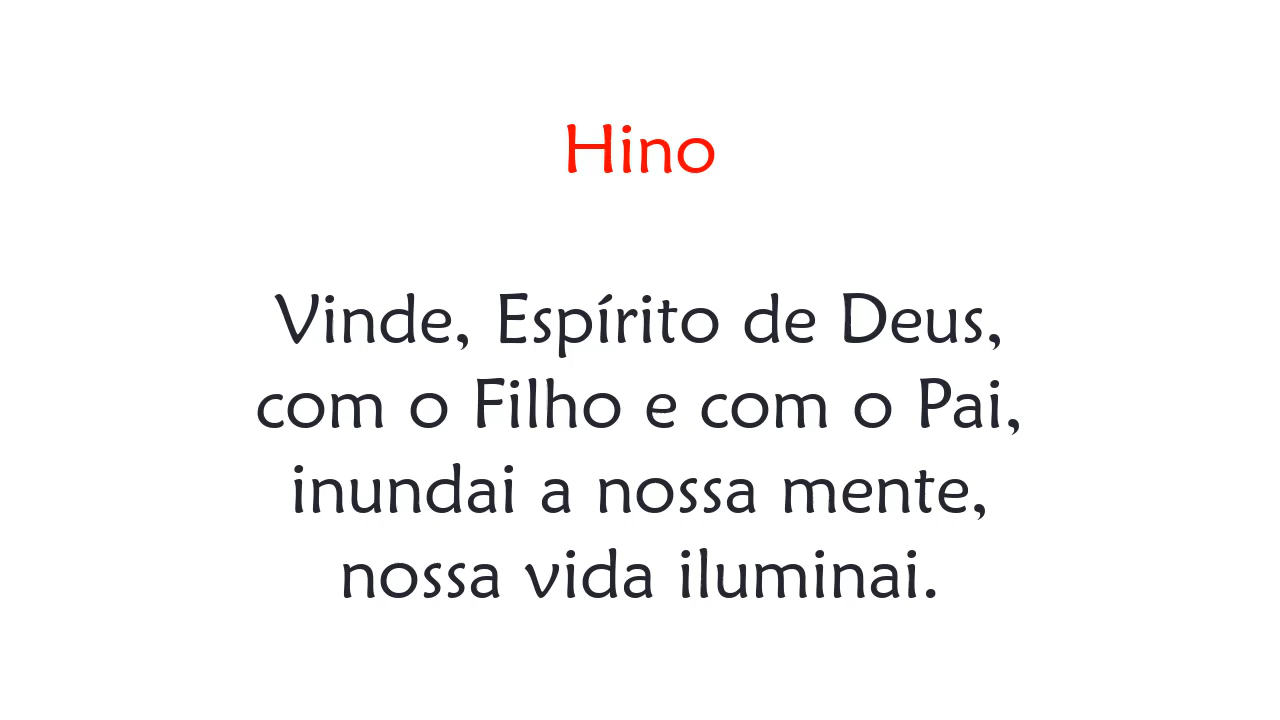 Hino
Vinde, Espírito de Deus,
com o Filho e com o Pai,
inundai a nossa mente,
nossa vida iluminai.